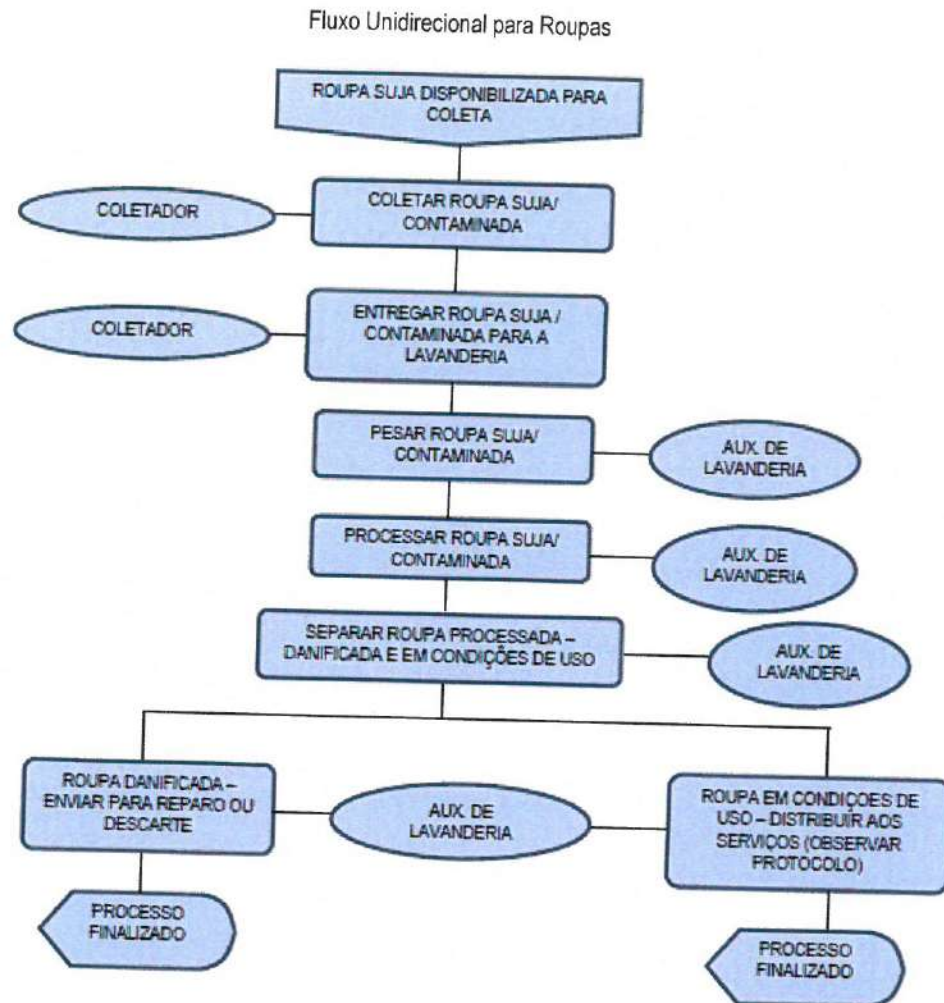 Fluxo Unidirecional para Roupas
ROUPA SUJA DISPONIBILIZADA PARA
COLETA
COLETADOR
COLETAR ROUPA SUJA/
CONTAMINADA
COLETADOR
ENTREGAR ROUPA SUJA /
CONTAMINADA PARA A
LAVANDERIA
PESAR ROUPA SUJA/
CONTAMINADA
AUX. DE
LAVANDERIA
PROCESSAR ROUPA SUJA/
CONTAMINADA
AUX. DE
LAVANDERIA
SEPARAR ROUPA PROCESSADA –
DANIFICADA E EM CONDIÇÕES DE USO
AUX. DE
LAVANDERIA
ROUPA DANIFICADA –
ENVIAR PARA REPARO OU
DESCARTE
AUX. DE
LAVANDERIA
ROUPA EM CONDIÇOES DE
USO – DISTRIBUÍR AOS
SERVIÇOS (OBSERVAR
PROTOCOLO)
PROCESSO
FINALIZADO
PROCESSO
FINALIZADO